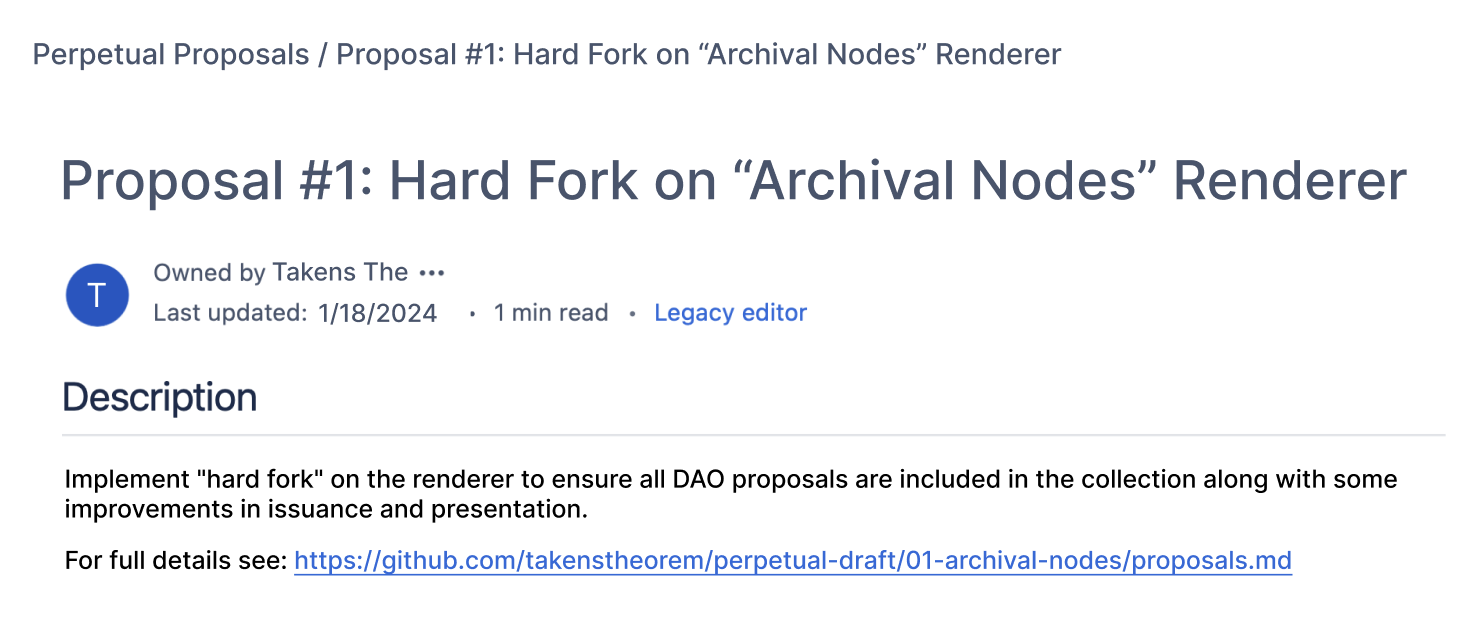 Perpetual Proposals / Proposal #1: Hard Fork on “Archival Nodes” Renderer
Proposal #1: Hard Fork on “Archival Nodes” Renderer
T
Owned by Takens The •••
Last updated: 1/18/2024 • 1 min read • Legacy editor
Description
Implement "hard fork" on the renderer to ensure all DAO proposals are included in the collection along with some
improvements in issuance and presentation.
For full details see: https://github.com/takenstheorem/perpetual-draft/01-archival-nodes/proposals.md